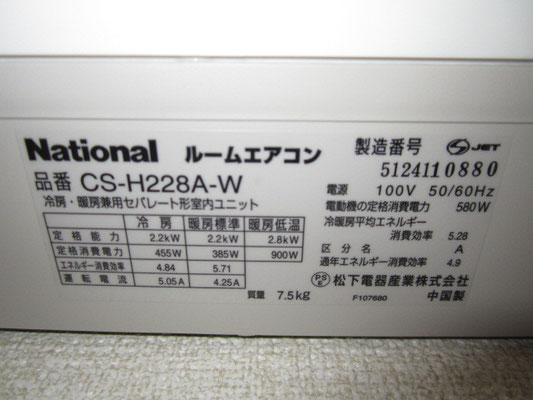 National ルームエアコン
品番 CS-H228A-W
冷房・暖房兼用セパレート形室内ユニット
冷房 暖房標準 暖房低温
定格能力 2.2kW 2.2kW 2.8kW
定格消費電力 455W 385W 900W
エネルギー消費効率 4.84 5.71
運転電流 5.05A 4.25A
質量 7.5kg
製造番号 JET
5124110880
電源 100V 50/60Hz
電動機の定格消費電力 580W
冷暖房平均エネルギー
消費効率 5.28
区分名 A
通年エネルギー消費効率 4.9
PSE 松下電器産業株式会社
F107680 中国製